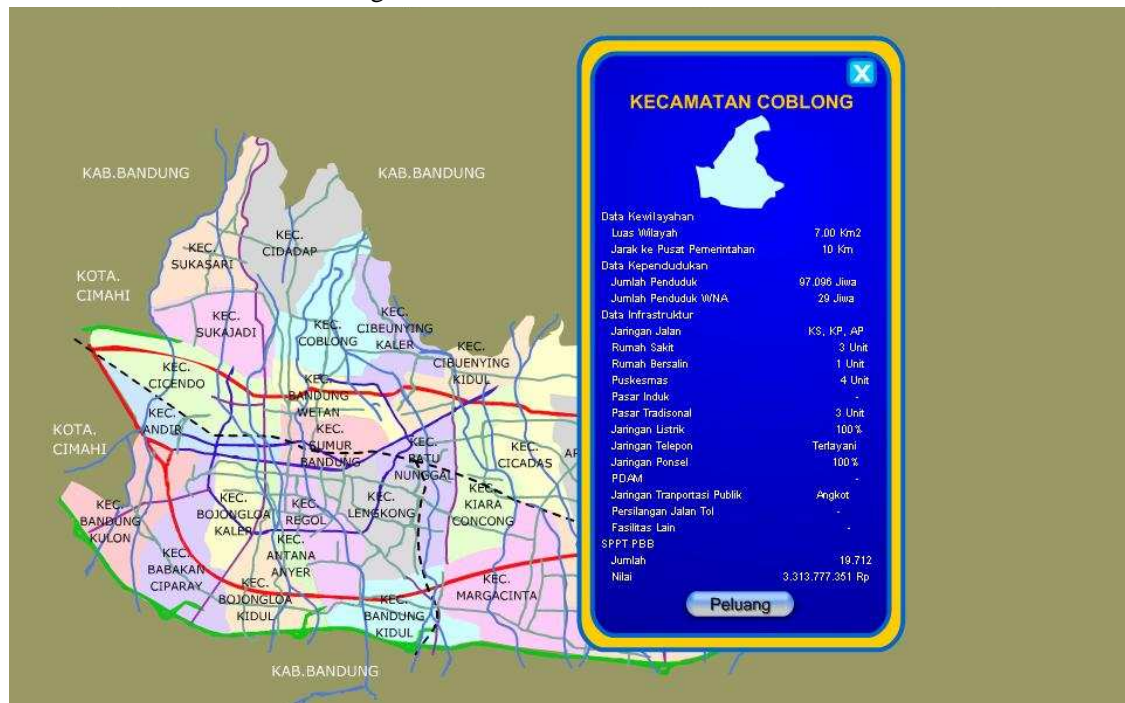 KAB.BANDUNG
KAB.BANDUNG
KOTA.
CIMAHI
KOTA.
CIMAHI
KAB.BANDUNG
KEC.
SUKASARI
KEC.
CIDADAP
KEC.
SUKAJADI
KEC.
COBLONG
KEC.
CIBEUNYING
KALER
KEC.
CIBUENYING
KIDUL
KEC.
CICENDO
KEC.
BANDUNG
WETAN
KEC.
ANDIR
KEC.
SUMUR
BANDUNG
KEC.
BATU
NUNGGAL
KEC.
CICADAS
KEC.
KIARA
CONCONG
KEC.
BANDUNG
KULON
KEC.
BOJONGLOA
KALER
KEC.
REGOL
KEC.
LENGKONG
KEC.
ANTANA
ANYER
KEC.
BABAKAN
CIPARAY
KEC.
BOJONGLOA
KIDUL
KEC.
BANDUNG
KIDUL
KEC.
MARGACINTA
X
KECAMATAN COBLONG
Data Kewilayahan
Luas Wilayah 7.00 Km2
Jarak ke Pusat Pemerintahan 10 Km
Data Kependudukan
Jumlah Penduduk 97.096 Jiwa
Jumlah Penduduk WNA 29 Jiwa
Data Infrastruktur
Jaringan Jalan KS, KP, AP
Rumah Sakit 3 Unit
Rumah Bersalin 1 Unit
Puskesmas 4 Unit
Pasar Induk -
Pasar Tradisonal 3 Unit
Jaringan Listrik 100%
Jaringan Telepon Terlayani
Jaringan Ponsel 100%
PDAM -
Jaringan Tranportasi Publik Angkot
Persilangan Jalan Tol -
Fasilitas Lain -
SPPT PBB
Jumlah 19.712
Nilai 3.313.777.351 Rp
Peluang